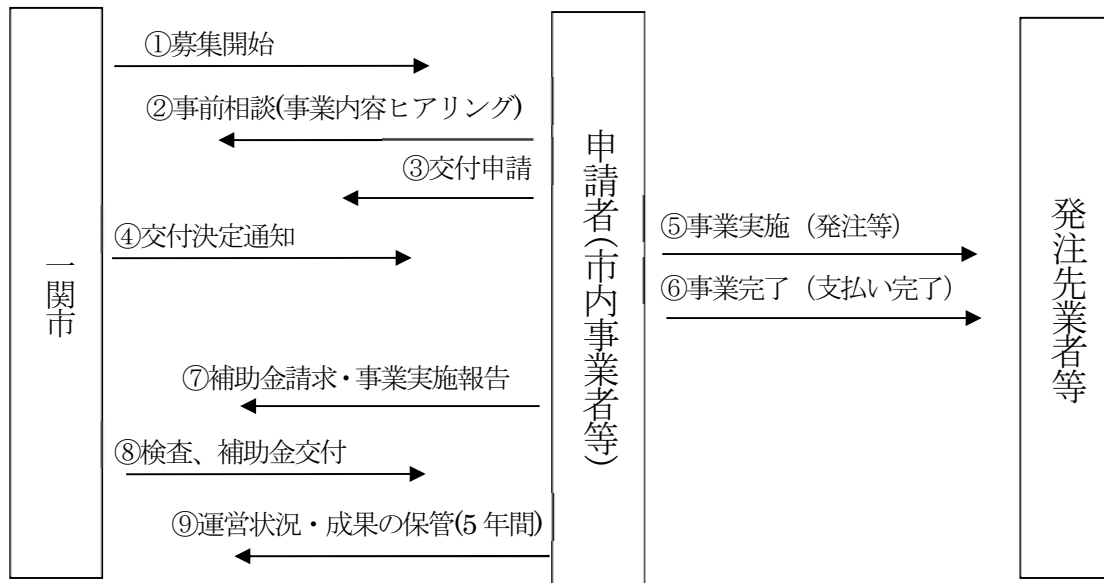 一関市
①募集開始
②事前相談(事業内容ヒアリング)
③交付申請
④交付決定通知
⑦補助金請求・事業実施報告
⑧検査、補助金交付
⑨運営状況・成果の保管(5 年間)
申請者(市内事業者等)
⑤事業実施（発注等）
⑥事業完了（支払い完了）
発注先業者等